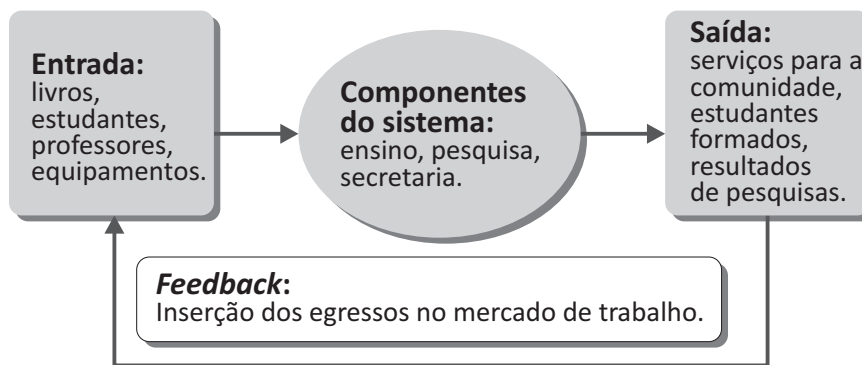 Entrada:
livros,
estudantes,
professores,
equipamentos.
Componentes
do sistema:
ensino, pesquisa,
secretaria.
Saída:
serviços para a
comunidade,
estudantes
formados,
resultados
de pesquisas.
Feedback:
Inserção dos egressos no mercado de trabalho.